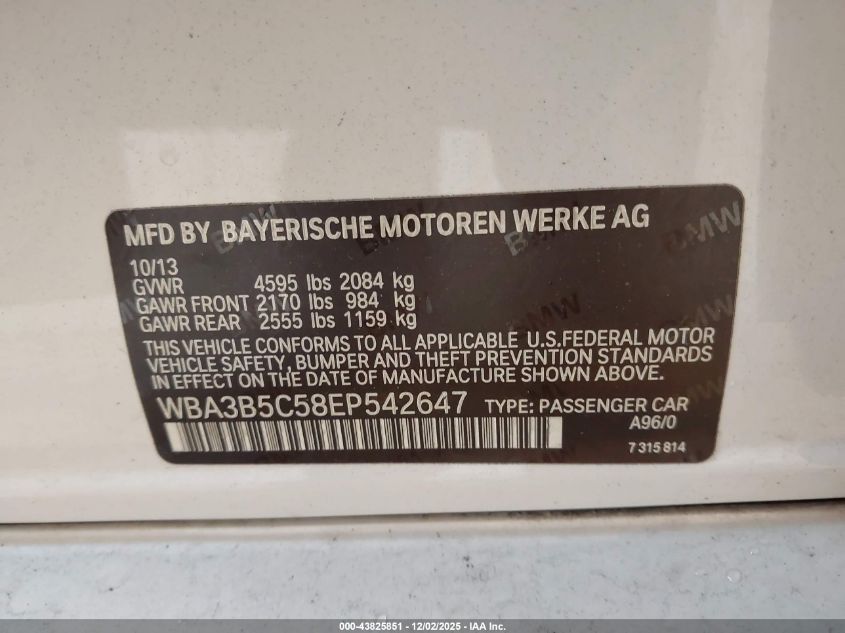 MFD BY BAYERISCHE MOTOREN WERKE AG
10/13
GVWR 4595 lbs 2084 kg
GAWR FRONT 2170 lbs 984 kg
GAWR REAR 2555 lbs 1159 kg
THIS VEHICLE CONFORMS TO ALL APPLICABLE U.S.FEDERAL MOTOR
VEHICLE SAFETY, BUMPER AND THEFT PREVENTION STANDARDS
IN EFFECT ON THE DATE OF MANUFACTURE SHOWN ABOVE.
WBA3B5C58EP542647 TYPE: PASSENGER CAR
A96/0
7 315 814
000-43825851 - 12/02/2025 - IAA Inc.